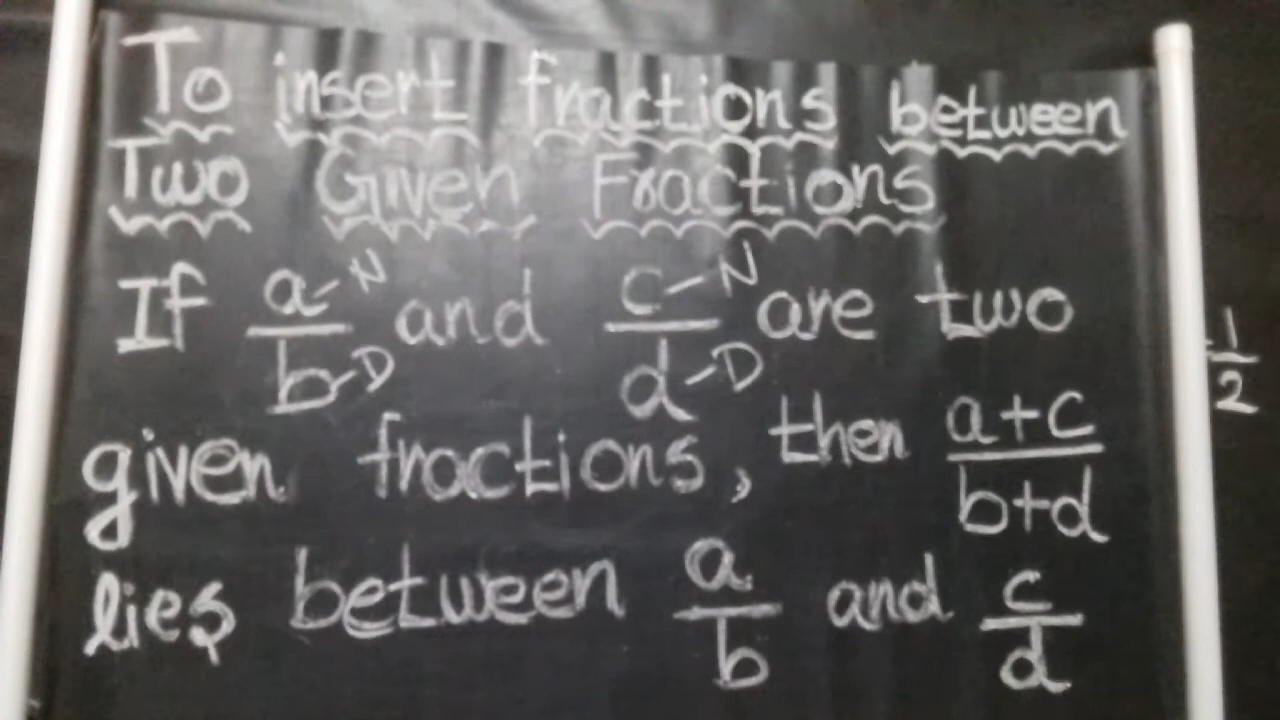 To insert fractions between
Two Given Fractions
If a/b and c/d are two
N N
D D
given fractions, then a+c/b+d
lies between a/b and c/d
1/2